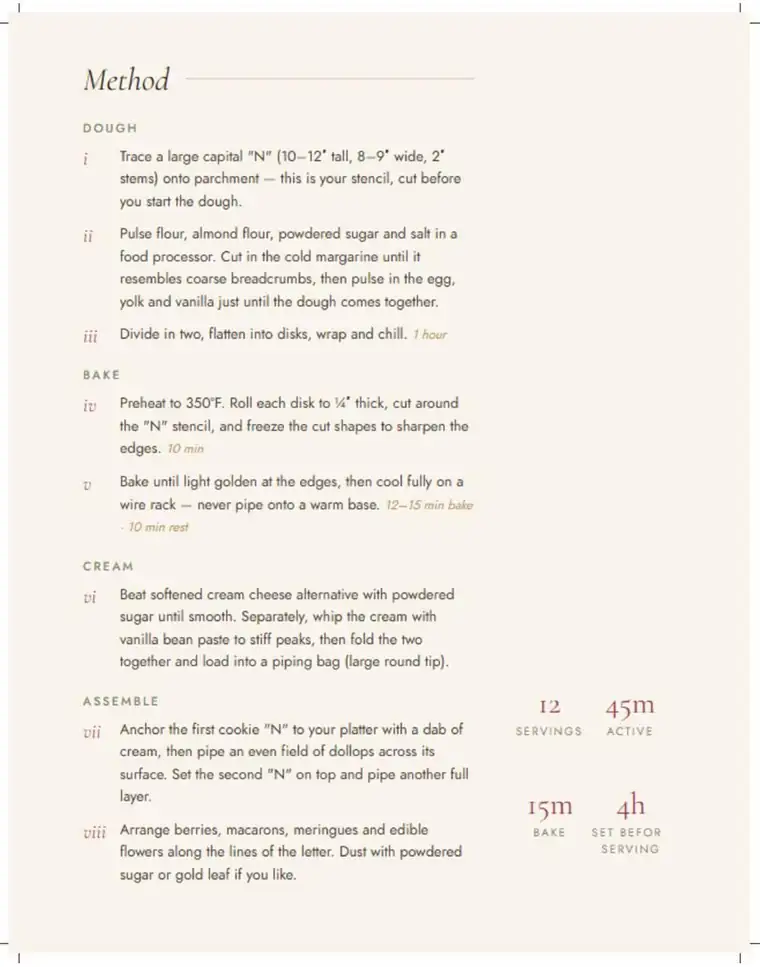 Method
DOUGH
i Trace a large capital "N" (10–12" tall, 8–9" wide, 2"
stems) onto parchment — this is your stencil, cut before
you start the dough.
ii Pulse flour, almond flour, powdered sugar and salt in a
food processor. Cut in the cold margarine until it
resembles coarse breadcrumbs, then pulse in the egg,
yolk and vanilla just until the dough comes together.
iii Divide in two, flatten into disks, wrap and chill. 1 hour
BAKE
iv Preheat to 350°F. Roll each disk to ¼" thick, cut around
the "N" stencil, and freeze the cut shapes to sharpen the
edges. 10 min
v Bake until light golden at the edges, then cool fully on a
wire rack — never pipe onto a warm base. 12–15 min bake
· 10 min rest
CREAM
vi Beat softened cream cheese alternative with powdered
sugar until smooth. Separately, whip the cream with
vanilla bean paste to stiff peaks, then fold the two
together and load into a piping bag (large round tip).
ASSEMBLE
vii Anchor the first cookie "N" to your platter with a dab of
cream, then pipe an even field of dollops across its
surface. Set the second "N" on top and pipe another full
layer.
viii Arrange berries, macarons, meringues and edible
flowers along the lines of the letter. Dust with powdered
sugar or gold leaf if you like.
12 45m
SERVINGS ACTIVE
15m 4h
BAKE SET BEFOR
SERVING